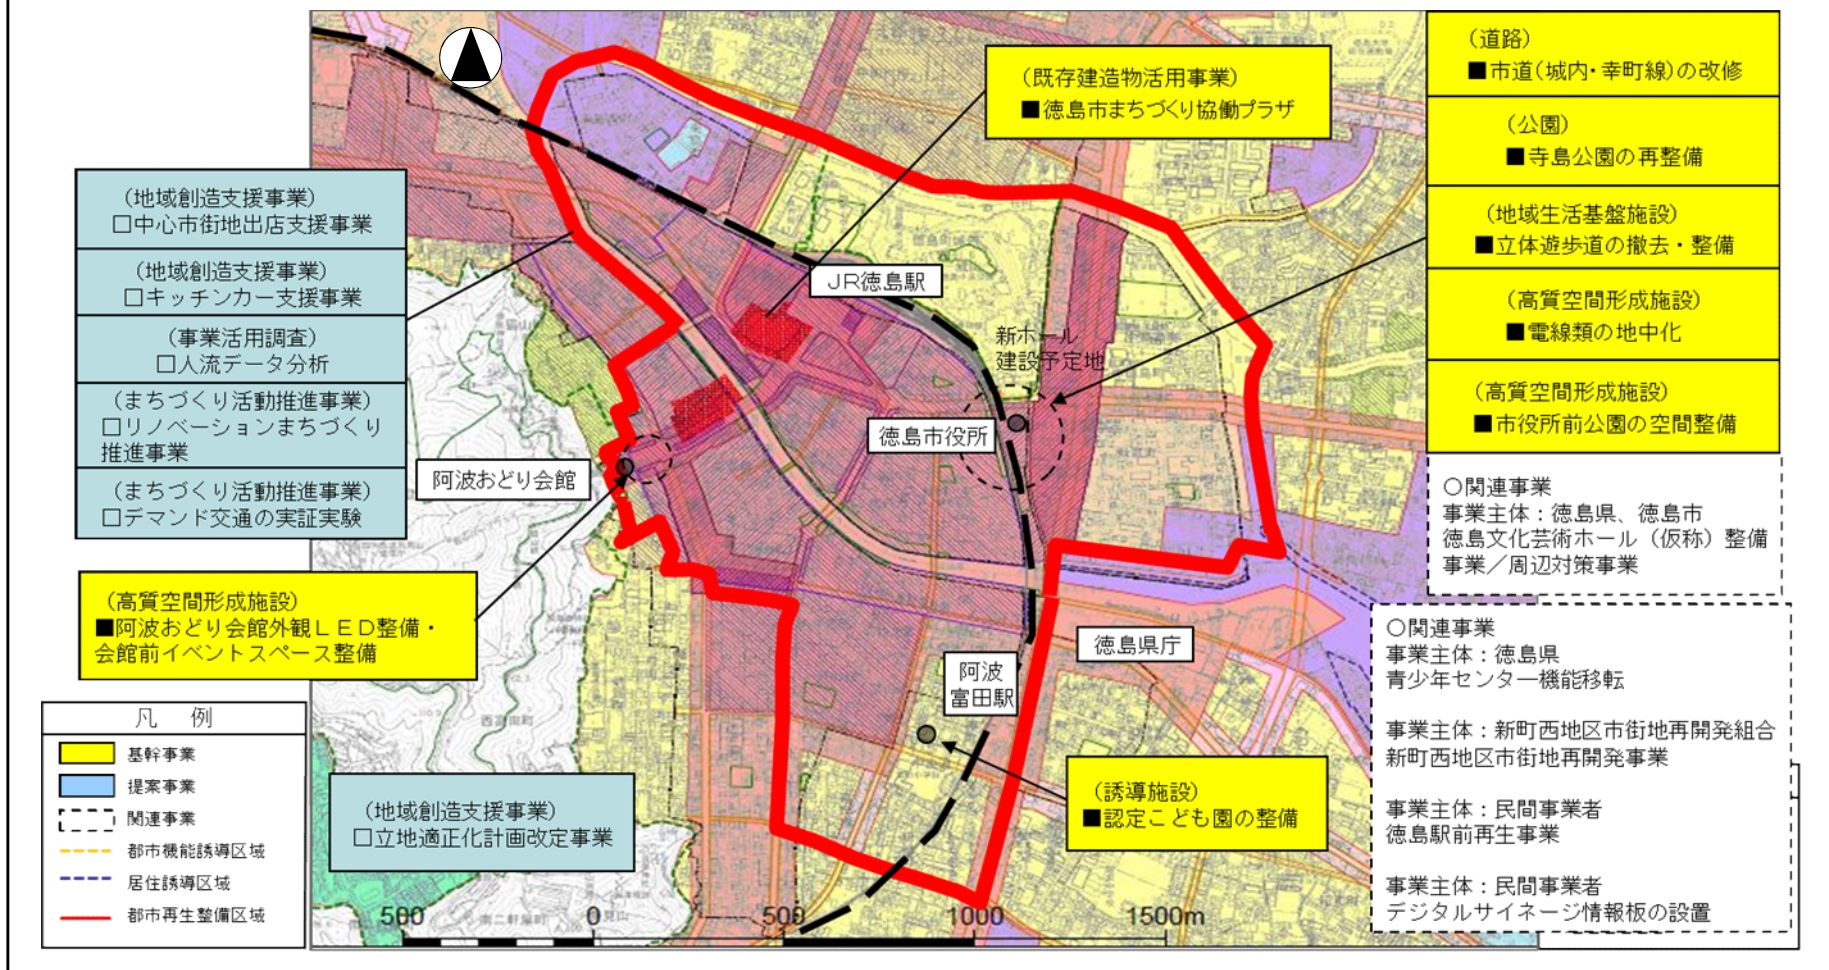 (既存建造物活用事業)
■徳島市まちづくり協働プラザ
(道路)
■市道(城内・幸町線)の改修
(公園)
■寺島公園の再整備
(地域生活基盤施設)
■立体遊歩道の撤去・整備
(高質空間形成施設)
■電線類の地中化
(高質空間形成施設)
■市役所前公園の空間整備
(地域創造支援事業)
□中心市街地出店支援事業
(地域創造支援事業)
□キッチンカー支援事業
(事業活用調査)
□人流データ分析
(まちづくり活動推進事業)
□リノベーションまちづくり
推進事業
(まちづくり活動推進事業)
□デマンド交通の実証実験
JR徳島駅
新ホール
建設予定地
徳島市役所
阿波おどり会館
○関連事業
事業主体：徳島県、徳島市
徳島文化芸術ホール（仮称）整備
事業／周辺対策事業
(高質空間形成施設)
■阿波おどり会館外観ＬＥＤ整備・
会館前イベントスペース整備
徳島県庁
阿波
富田駅
○関連事業
事業主体：徳島県
青少年センター機能移転
事業主体：新町西地区市街地再開発組合
新町西地区市街地再開発事業
事業主体：民間事業者
徳島駅前再生事業
事業主体：民間事業者
デジタルサイネージ情報板の設置
(誘導施設)
■認定こども園の整備
(地域創造支援事業)
□立地適正化計画改定事業
凡　例
基幹事業
提案事業
関連事業
都市機能誘導区域
居住誘導区域
都市再生整備区域
500 0 500 1000 1500m